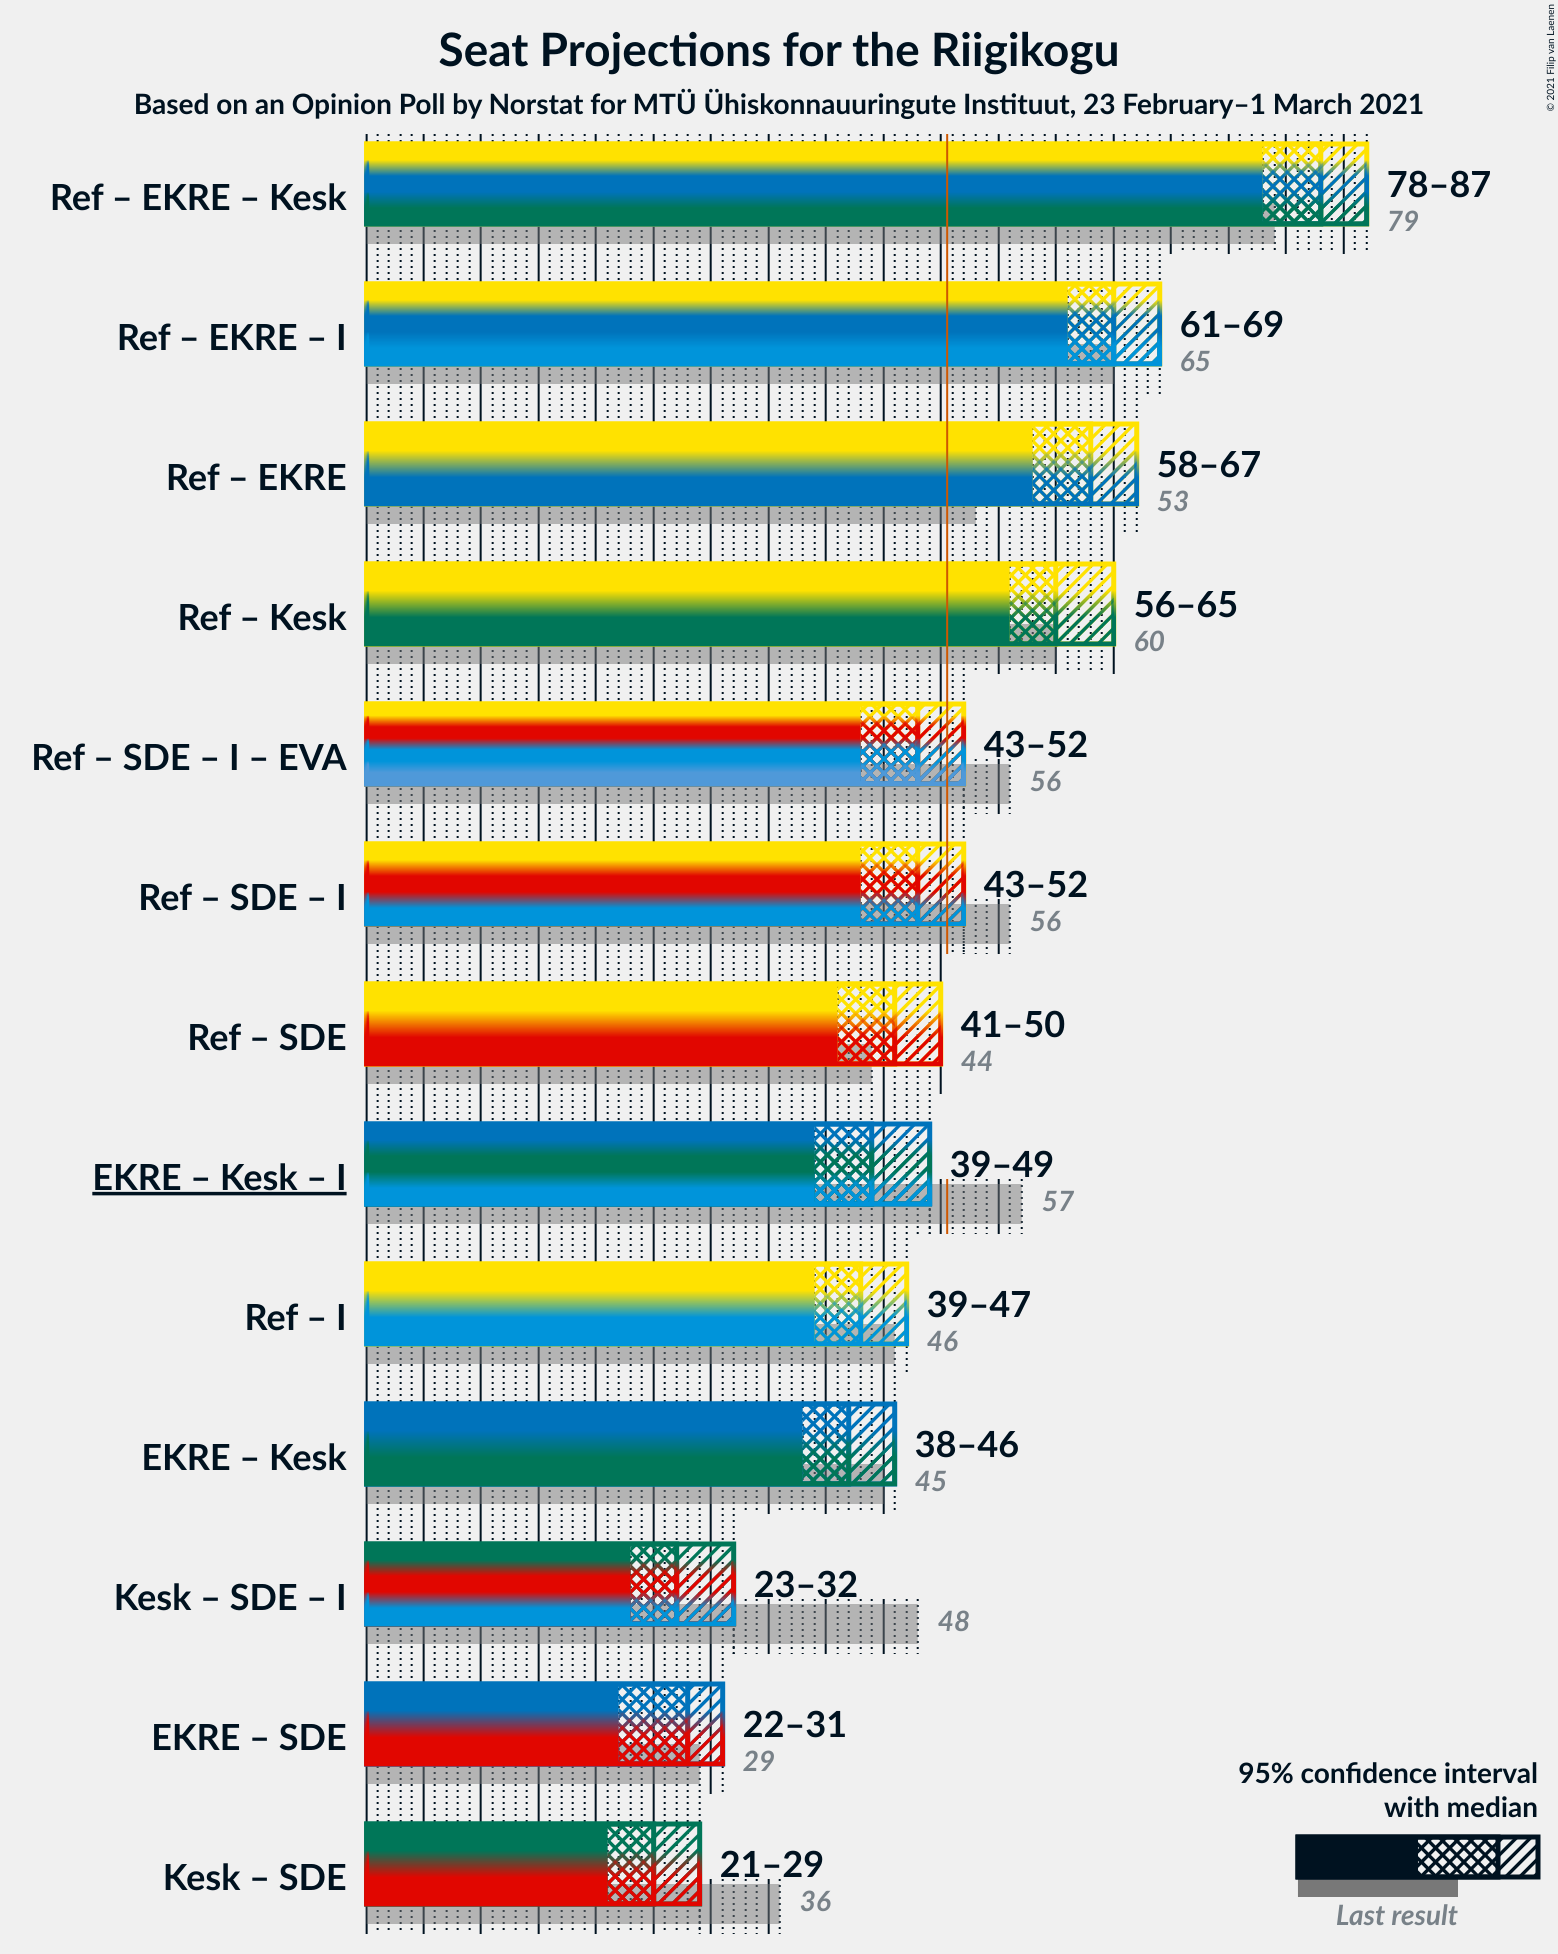 Seat Projections for the Riigikogu
Based on an Opinion Poll by Norstat for MTÜ Ühiskonnauuringute Instituut, 23 February–1 March 2021
© 2021 Filip van Laenen
Ref – EKRE – Kesk
78–87
79
Ref – EKRE – I
61–69
65
Ref – EKRE
58–67
53
Ref – Kesk
56–65
60
Ref – SDE – I – EVA
43–52
56
Ref – SDE – I
43–52
56
Ref – SDE
41–50
44
EKRE – Kesk – I
39–49
57
Ref – I
39–47
46
EKRE – Kesk
38–46
45
Kesk – SDE – I
23–32
48
EKRE – SDE
22–31
29
Kesk – SDE
21–29
36
95% confidence interval
with median
Last result